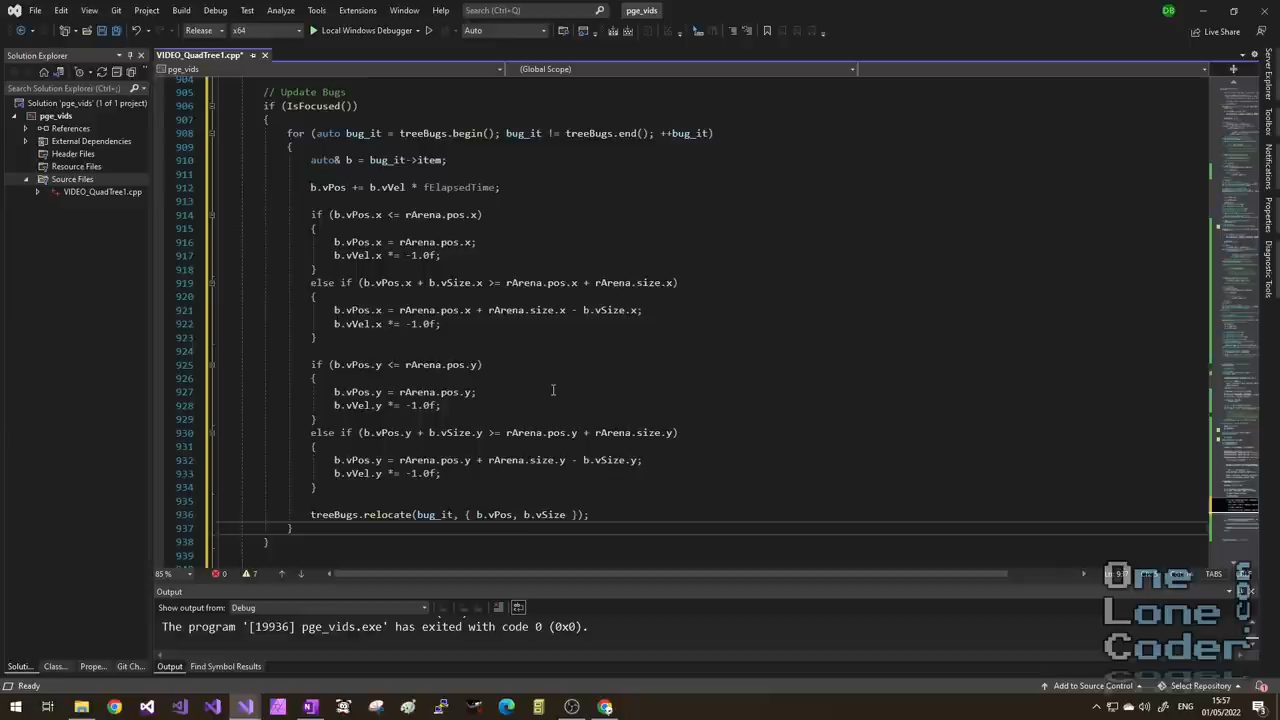 File Edit View Git Project Build Debug Test Analyze Tools Extensions Window Help Search (Ctrl+Q) pge_vids DB
Release x64 Local Windows Debugger Auto Live Share
Solution Explorer
Search Solution Explorer (Ctrl+;)
Solution 'pge_vids' (1 of 1 project)
pge_vids
References
External Dependencies
Header Files
Resource Files
Source Files
VIDEO_QuadTree1.cpp
VIDEO_QuadTree1.cpp*
pge_vids (Global Scope)
904
905 // Update Bugs
906 if (IsFocused())
907 {
908 for (auto bug_it = treeBugs.begin(); bug_it != treeBugs.end(); ++bug_it)
909 {
910 auto& b = bug_it->item;
911
912 b.vPos += b.vVel * fElapsedTime;
913
914 if (b.vPos.x <= rArena.pos.x)
915 {
916 b.vPos.x = rArena.pos.x;
917 b.vVel.x *= -1.0f;
918 }
919 else if (b.vPos.x + b.vSize.x >= rArena.pos.x + rArena.size.x)
920 {
921 b.vPos.x = rArena.pos.x + rArena.size.x - b.vSize.x;
922 b.vVel.x *= -1.0f;
923 }
924
925 if (b.vPos.y <= rArena.pos.y)
926 {
927 b.vPos.y = rArena.pos.y;
928 b.vVel.y *= -1.0f;
929 }
930 else if (b.vPos.y + b.vSize.y >= rArena.pos.y + rArena.size.y)
931 {
932 b.vPos.y = rArena.pos.y + rArena.size.y - b.vSize.y;
933 b.vVel.y *= -1.0f;
934 }
935
936 treeBugs.relocate(bug_it, { b.vPos, b.vSize });
937 }
938 }
939
85% 0 7 TABS
Output
Show output from: Debug
The program '[19936] pge_vids.exe' has exited with code 0 (0x0).
Soluti... Class... Prope... Git Ch... Output Find Symbol Results
Ready Add to Source Control Select Repository
Server Explorer
Toolbox
Properties
Diagnostic Tools
One
Lone
Coder
.com
ENG
15:57
01/05/2022